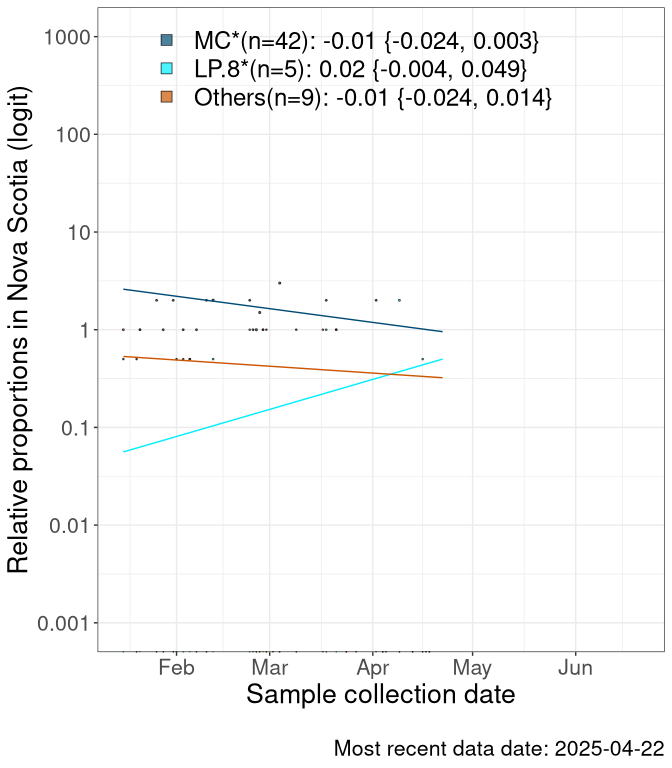 MC*(n=42): -0.01 {-0.024, 0.003}
LP.8*(n=5): 0.02 {-0.004, 0.049}
Others(n=9): -0.01 {-0.024, 0.014}
Relative proportions in Nova Scotia (logit)
1000
100
10
1
0.1
0.01
0.001
Feb Mar Apr May Jun
Sample collection date
Most recent data date: 2025-04-22